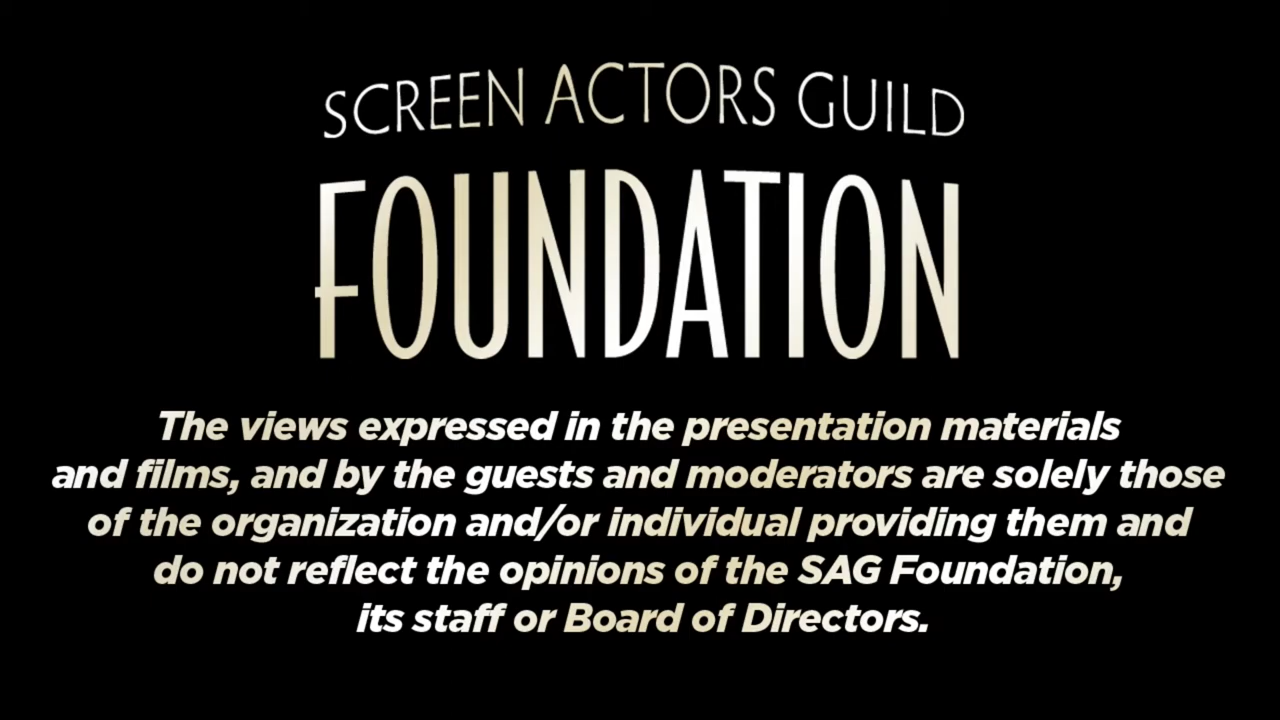 SCREEN ACTORS GUILD
FOUNDATION
The views expressed in the presentation materials
and films, and by the guests and moderators are solely those
of the organization and/or individual providing them and
do not reflect the opinions of the SAG Foundation,
its staff or Board of Directors.